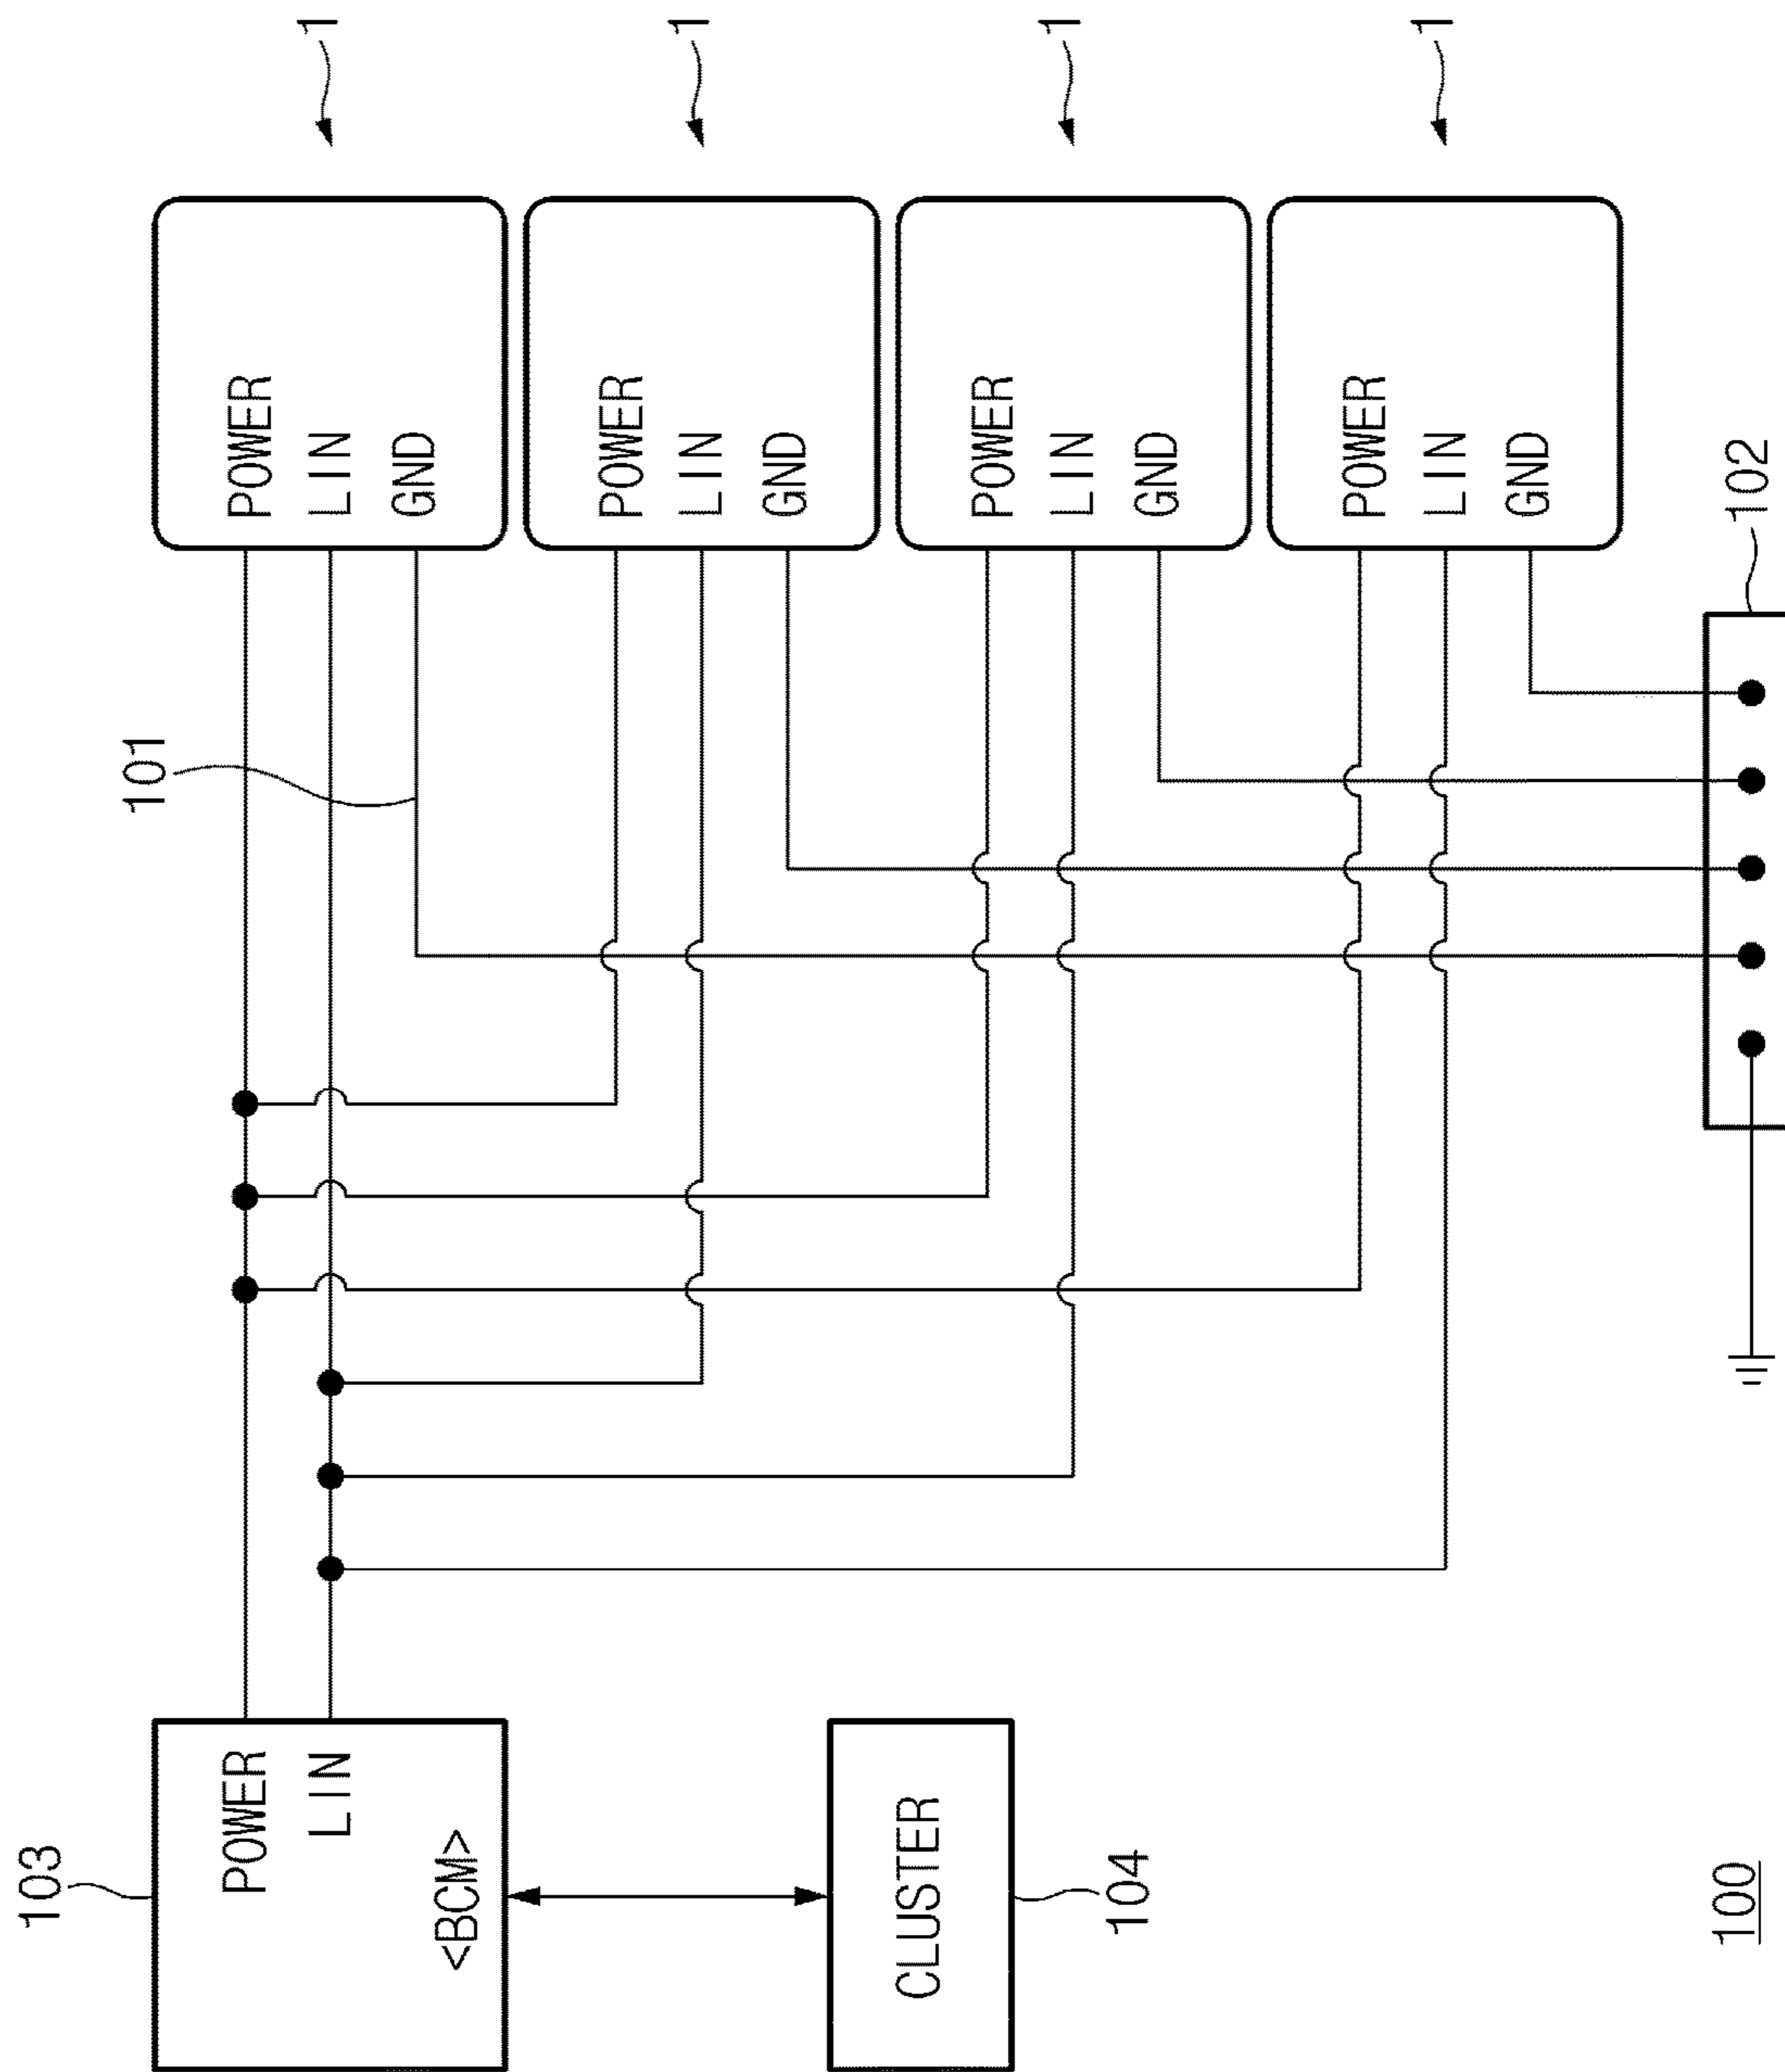 100
103
POWER
LIN
<BCM>
CLUSTER
104
101
POWER
LIN
GND
1
POWER
LIN
GND
1
POWER
LIN
GND
1
POWER
LIN
GND
1
102